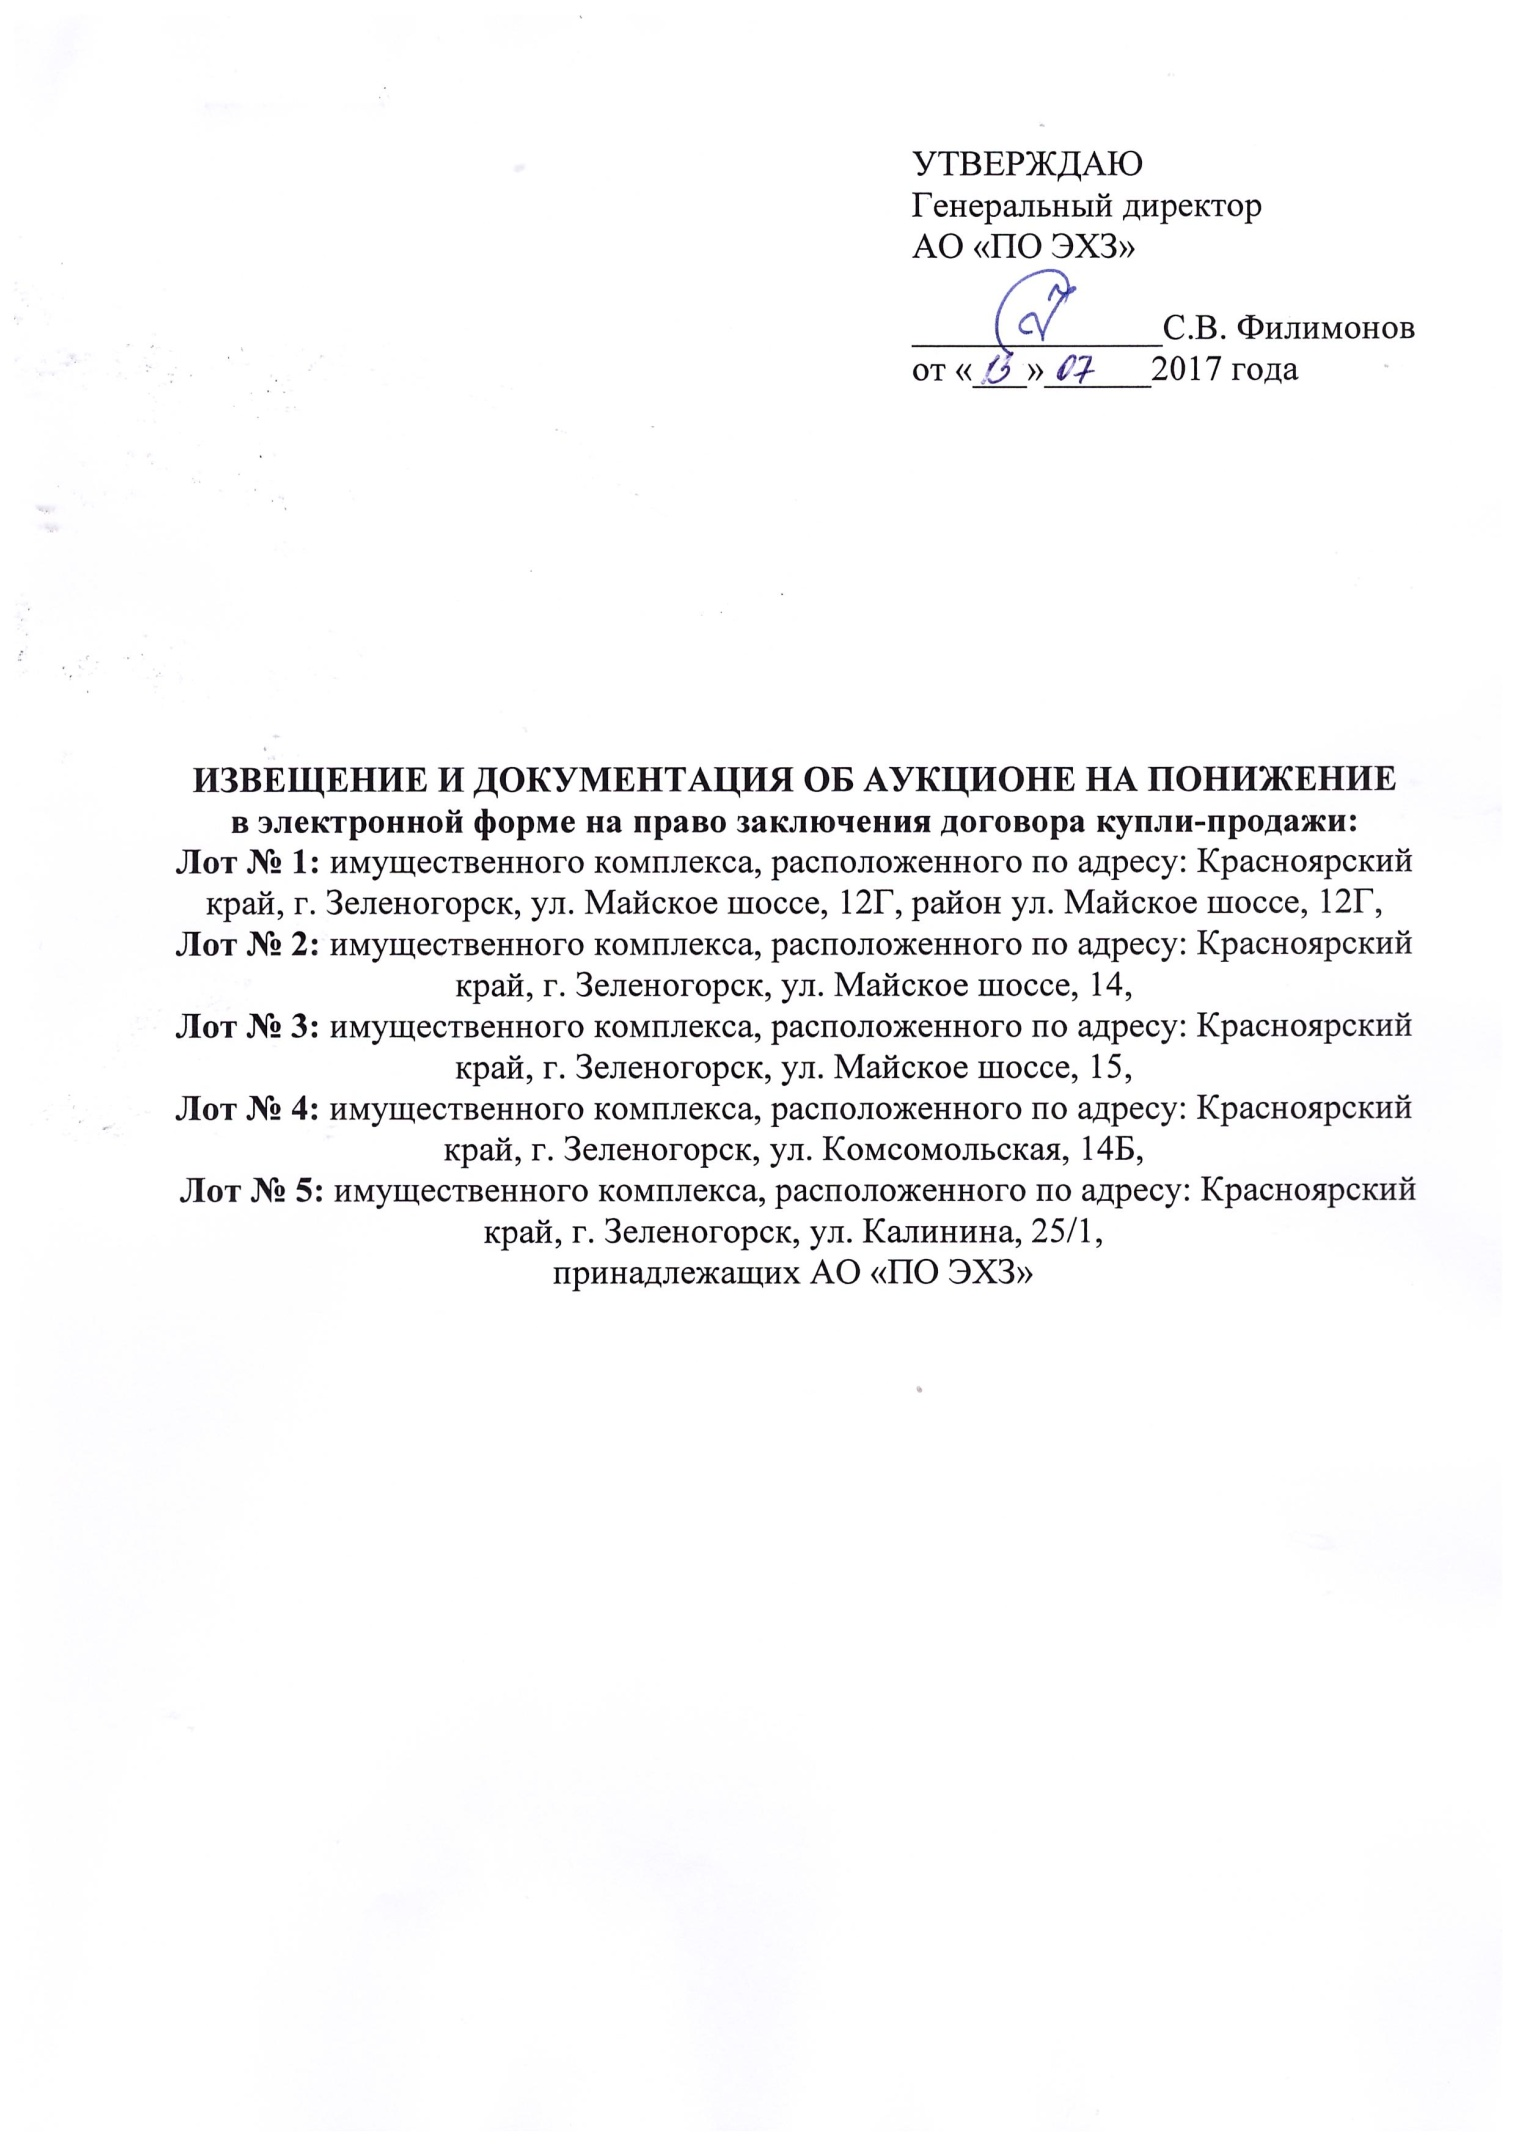 УТВЕРЖДАЮ
Генеральный директор
АО «ПО ЭХЗ»
______________С.В. Филимонов
от «13» 07 2017 года
ИЗВЕЩЕНИЕ И ДОКУМЕНТАЦИЯ ОБ АУКЦИОНЕ НА ПОНИЖЕНИЕ
в электронной форме на право заключения договора купли-продажи:
Лот № 1: имущественного комплекса, расположенного по адресу: Красноярский
край, г. Зеленогорск, ул. Майское шоссе, 12Г, район ул. Майское шоссе, 12Г,
Лот № 2: имущественного комплекса, расположенного по адресу: Красноярский
край, г. Зеленогорск, ул. Майское шоссе, 14,
Лот № 3: имущественного комплекса, расположенного по адресу: Красноярский
край, г. Зеленогорск, ул. Майское шоссе, 15,
Лот № 4: имущественного комплекса, расположенного по адресу: Красноярский
край, г. Зеленогорск, ул. Комсомольская, 14Б,
Лот № 5: имущественного комплекса, расположенного по адресу: Красноярский
край, г. Зеленогорск, ул. Калинина, 25/1,
принадлежащих АО «ПО ЭХЗ»